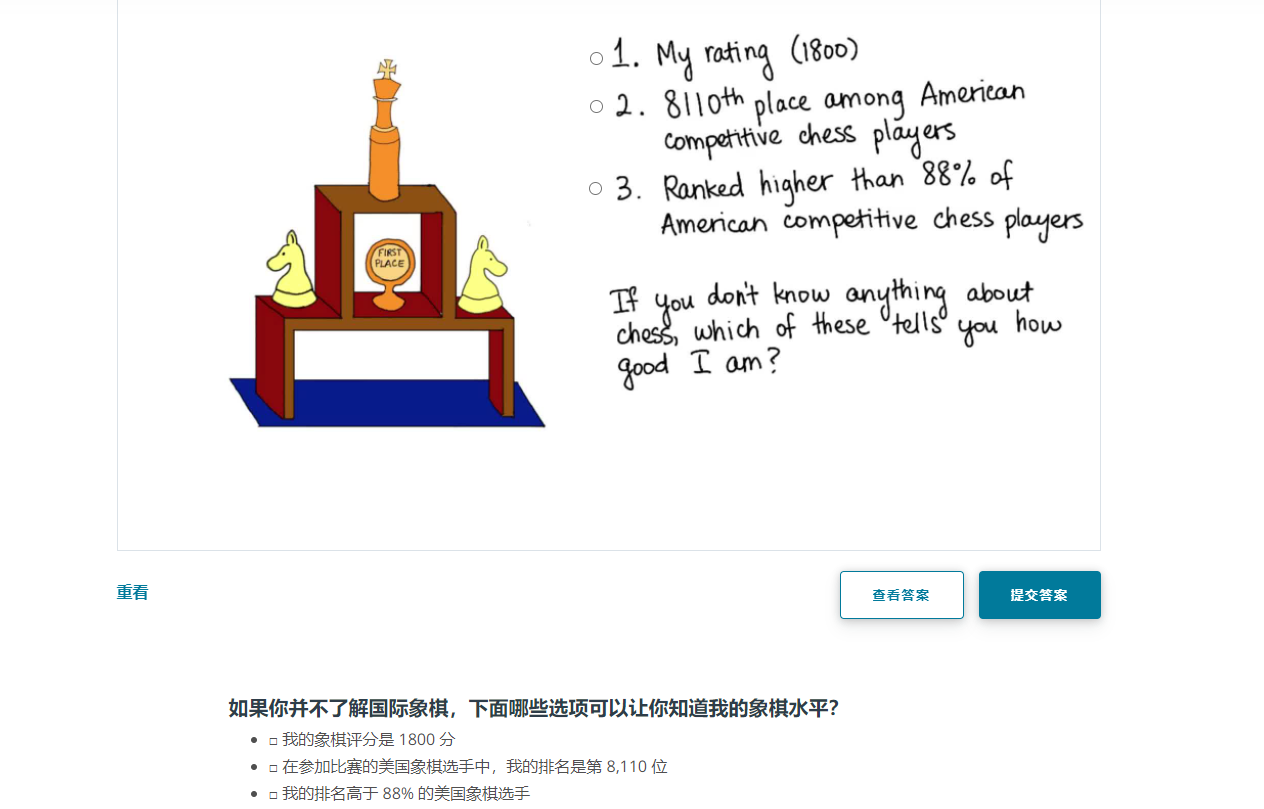 1. My rating (1800)
2. 8110th place among American
competitive chess players
3. Ranked higher than 88% of
American competitive chess players
FIRST
PLACE
If you don't know anything about
chess, which of these tells you how
good I am?
重看
查看答案
提交答案
如果你并不了解国际象棋，下面哪些选项可以让你知道我的象棋水平？
我的象棋评分是 1800 分
在参加比赛的美国象棋选手中，我的排名是第 8,110 位
我的排名高于 88% 的美国象棋选手